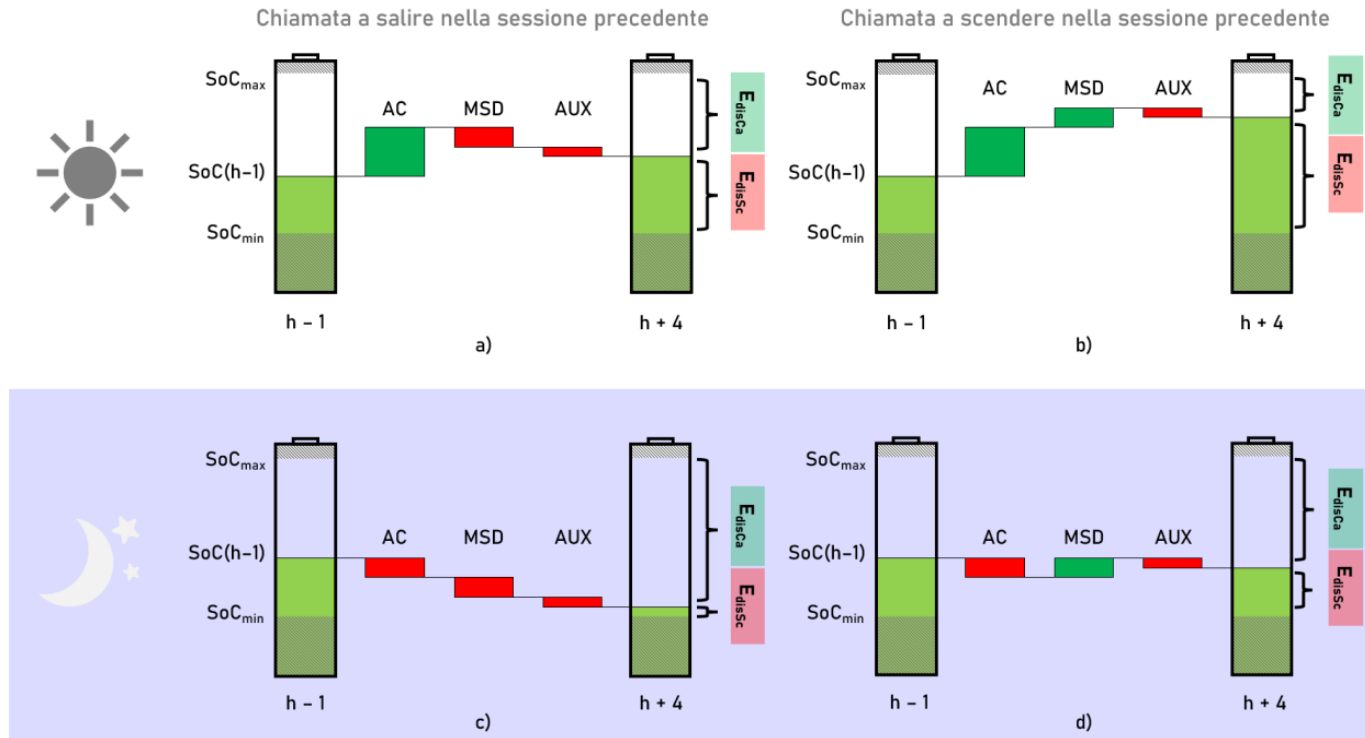 Chiamata a salire nella sessione precedente
Chiamata a scendere nella sessione precedente
SoCmax
AC
MSD
AUX
SoC(h−1)
SoCmin
EdisCa
EdisSc
h − 1
h + 4
a)
SoCmax
AC
MSD
AUX
SoC(h−1)
SoCmin
EdisCa
EdisSc
h − 1
h + 4
b)
SoCmax
AC
MSD
AUX
SoC(h−1)
SoCmin
EdisCa
EdisSc
h − 1
h + 4
c)
SoCmax
AC
MSD
AUX
SoC(h−1)
SoCmin
EdisCa
EdisSc
h − 1
h + 4
d)